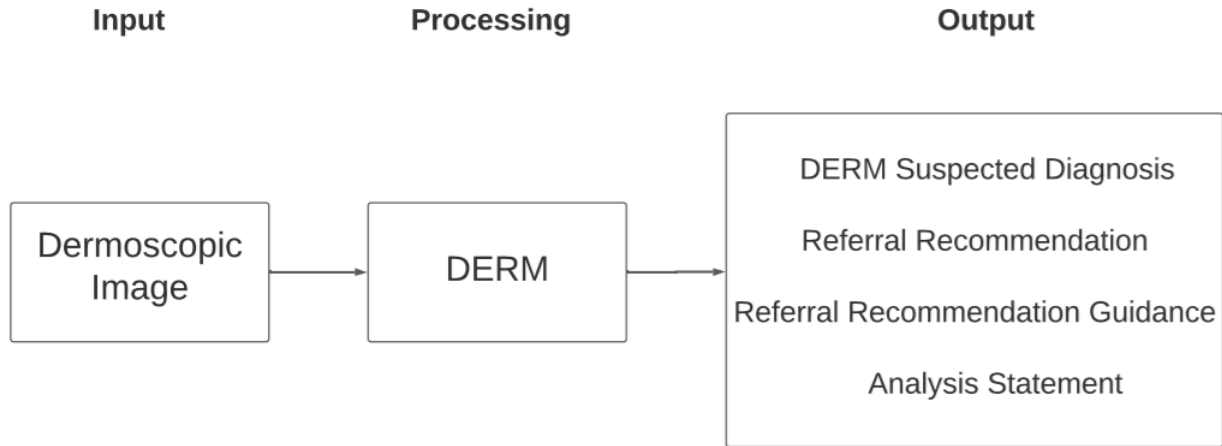 Input
Processing
Output
Dermoscopic
Image
DERM
DERM Suspected Diagnosis
Referral Recommendation
Referral Recommendation Guidance
Analysis Statement